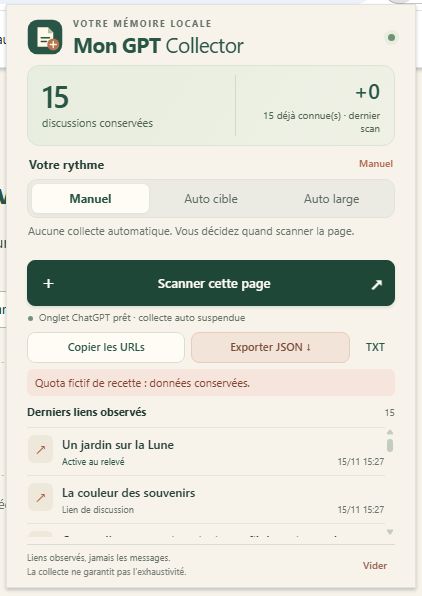 VOTRE MÉMOIRE LOCALE
Mon GPT Collector
15
discussions conservées
+0
15 déjà connue(s) · dernier
scan
Votre rythme
Manuel
Manuel
Auto cible
Auto large
Aucune collecte automatique. Vous décidez quand scanner la page.
+ Scanner cette page ↗
Onglet ChatGPT prêt · collecte auto suspendue
Copier les URLs
Exporter JSON ↓
TXT
Quota fictif de recette : données conservées.
Derniers liens observés
15
↗
Un jardin sur la Lune
Active au relevé
15/11 15:27
↗
La couleur des souvenirs
Lien de discussion
15/11 15:27
Liens observés, jamais les messages.
La collecte ne garantit pas l'exhaustivité.
Vider